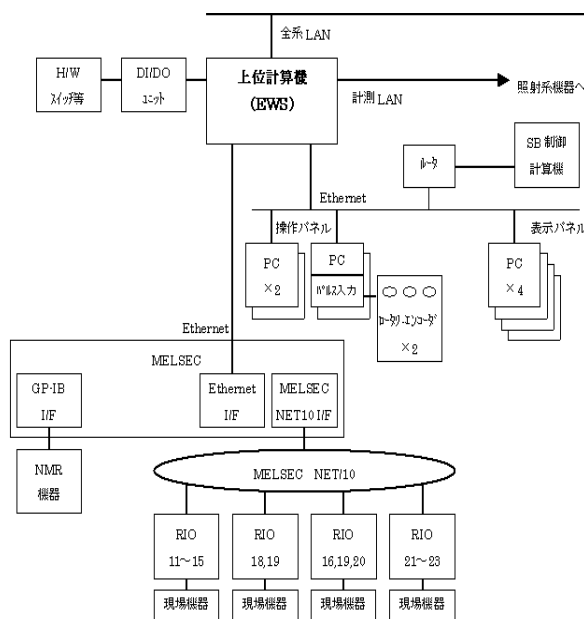 全系 LAN
H/W
スイッチ等
DI/DO
ユニット
上位計算機
(EWS)
計測 LAN
照射系機器へ
ルータ
SB 制御
計算機
Ethernet
操作パネル
表示パネル
PC
×2
PC
パルス入力
ロータリ-エンコーダ
×2
PC
×4
Ethernet
MELSEC
GP-IB
I/F
Ethernet
I/F
MELSEC
NET10 I/F
NMR
機器
MELSEC NET/10
RIO
11～15
RIO
18,19
RIO
16,19,20
RIO
21～23
現場機器
現場機器
現場機器
現場機器